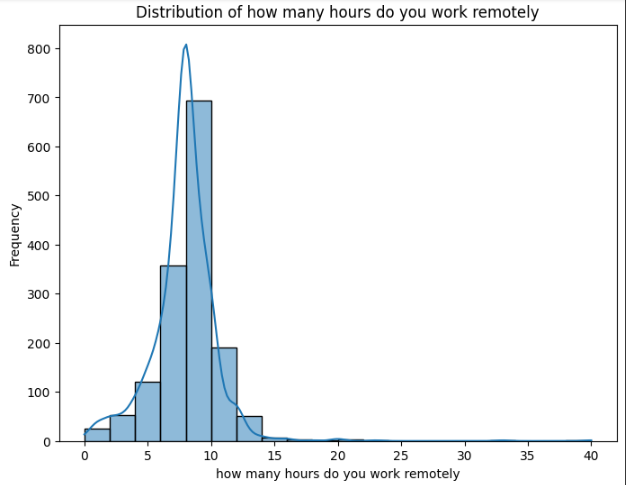 Distribution of how many hours do you work remotely
800
700
600
500
400
300
200
100
0
Frequency
0 5 10 15 20 25 30 35 40
how many hours do you work remotely